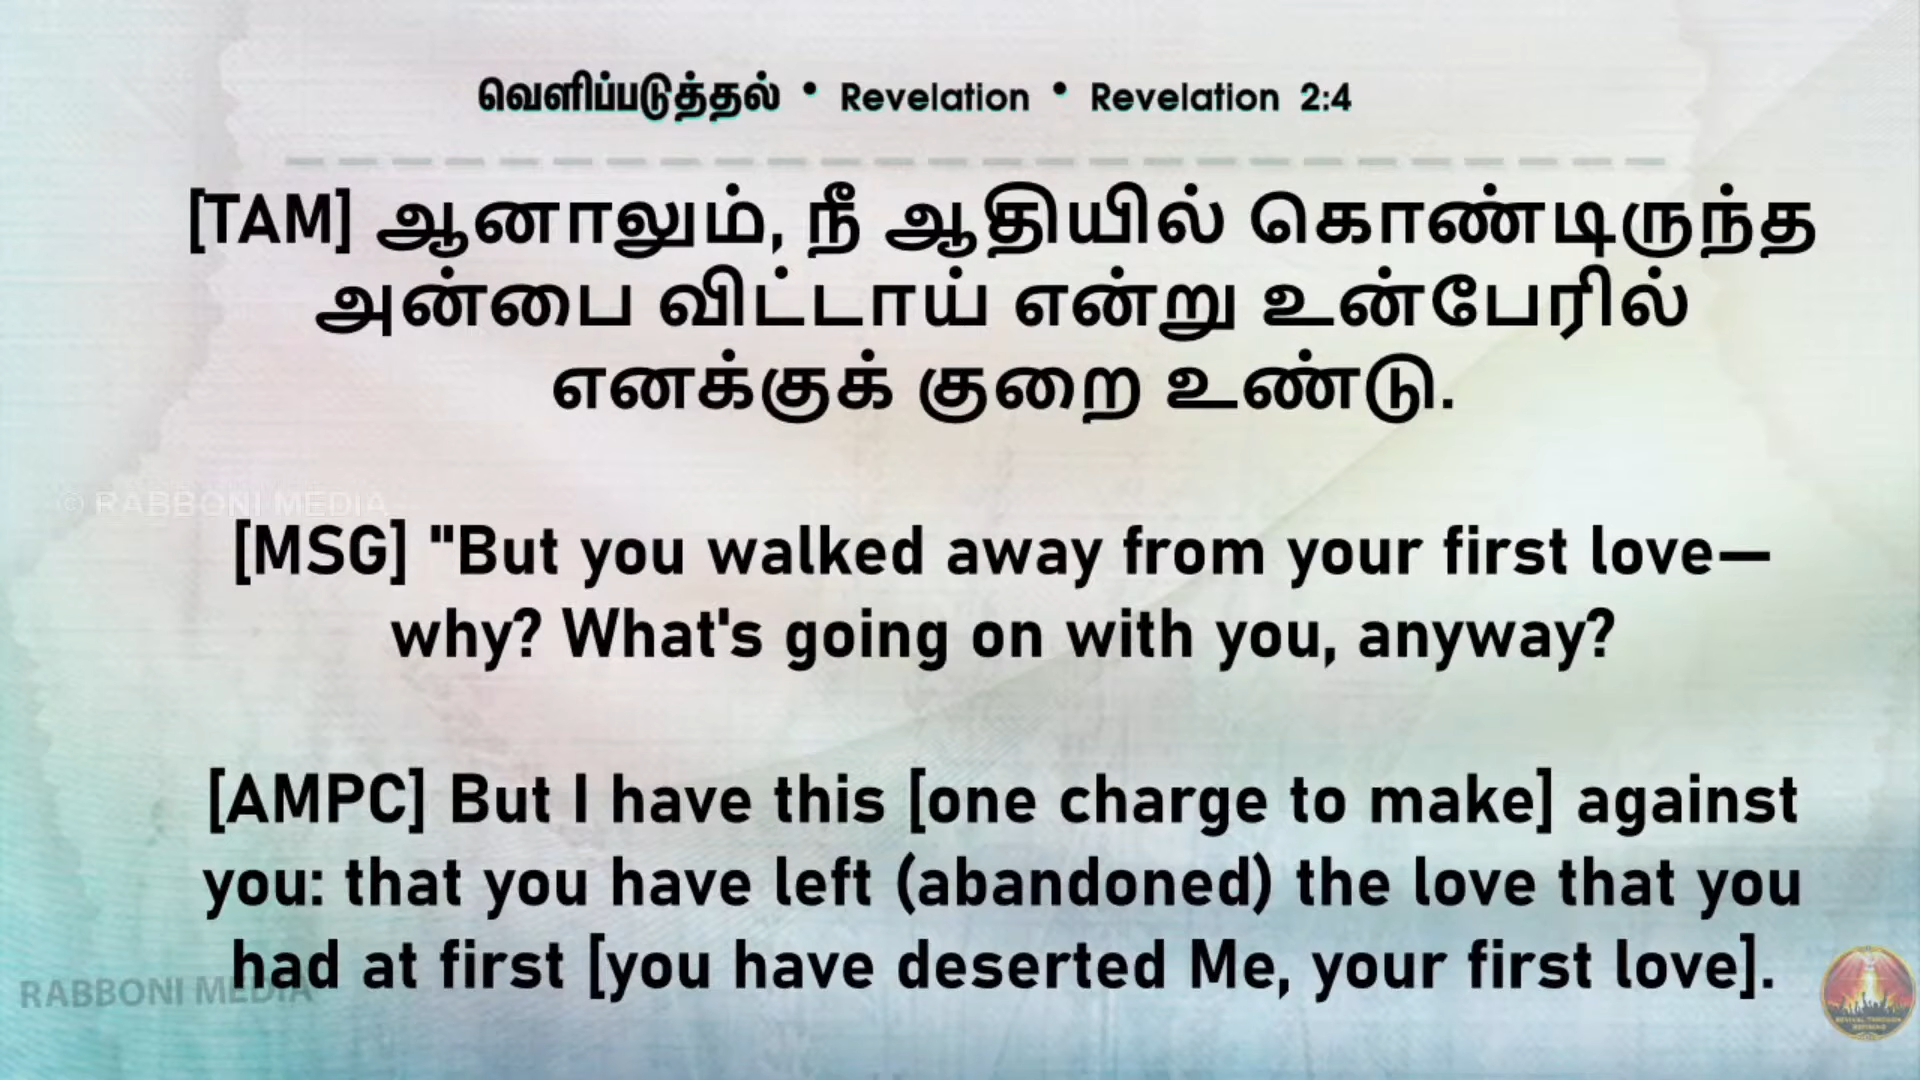 வெளிப்படுத்தல் • Revelation • Revelation 2:4
[TAM] ஆனாலும், நீ ஆதியில் கொண்டிருந்த
அன்பை விட்டாய் என்று உன்பேரில்
எனக்குக் குறை உண்டு.
© RABBONI MEDIA
[MSG] "But you walked away from your first love—
why? What's going on with you, anyway?
[AMPC] But I have this [one charge to make] against
you: that you have left (abandoned) the love that you
had at first [you have deserted Me, your first love].
RABBONI MEDIA
REVIVAL THROUGH